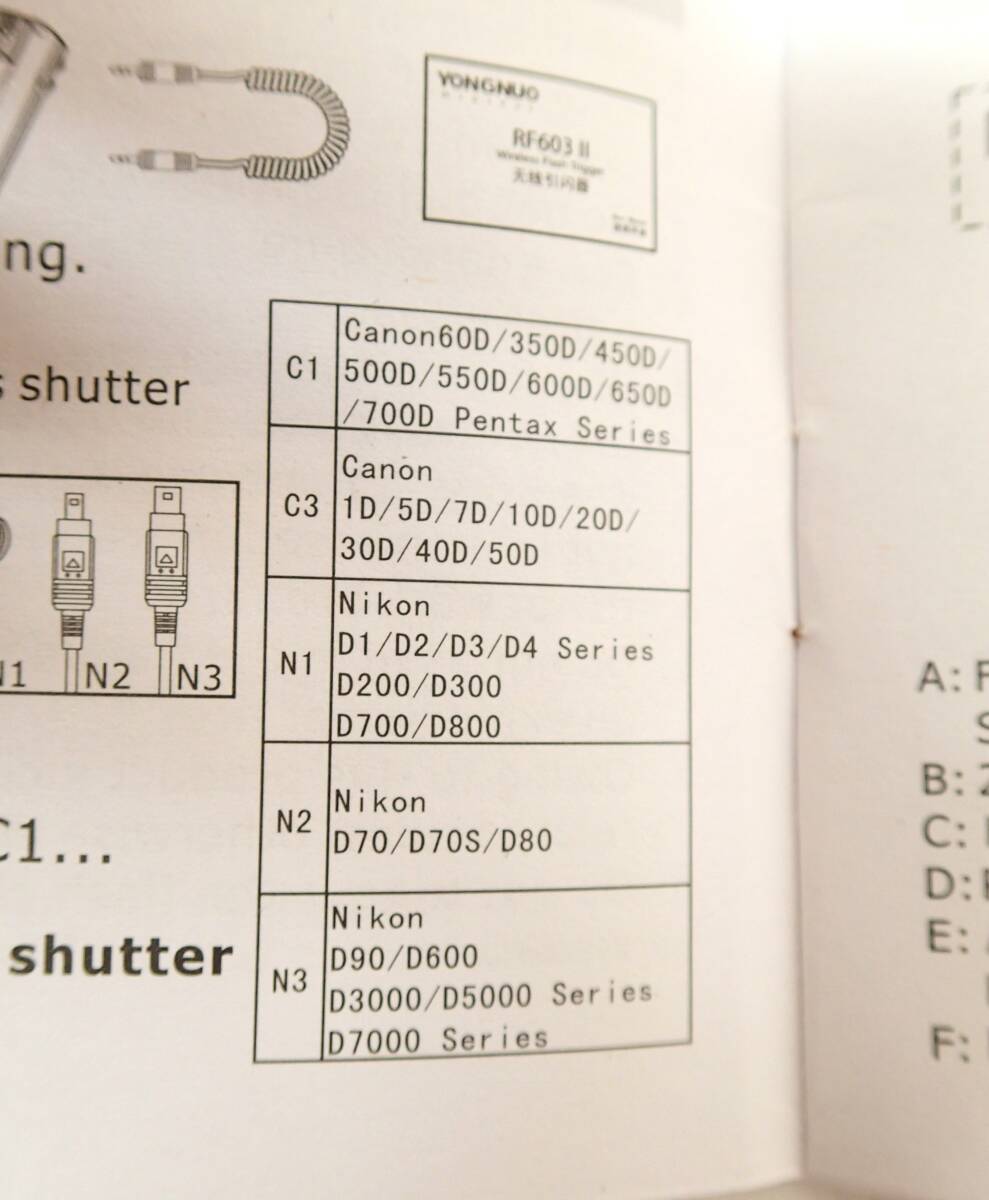 YONGNUO
RF603 II
Wireless Flash Trigger
无线引闪器
ng.
shutter
N2
N3
C1...
shutter
C1
Canon60D/350D/450D/
500D/550D/600D/650D
/700D Pentax Series
C3
Canon
1D/5D/7D/10D/20D/
30D/40D/50D
N1
Nikon
D1/D2/D3/D4 Series
D200/D300
D700/D800
N2
Nikon
D70/D70S/D80
N3
Nikon
D90/D600
D3000/D5000 Series
D7000 Series
A:
B:
C:
D:
E:
F: